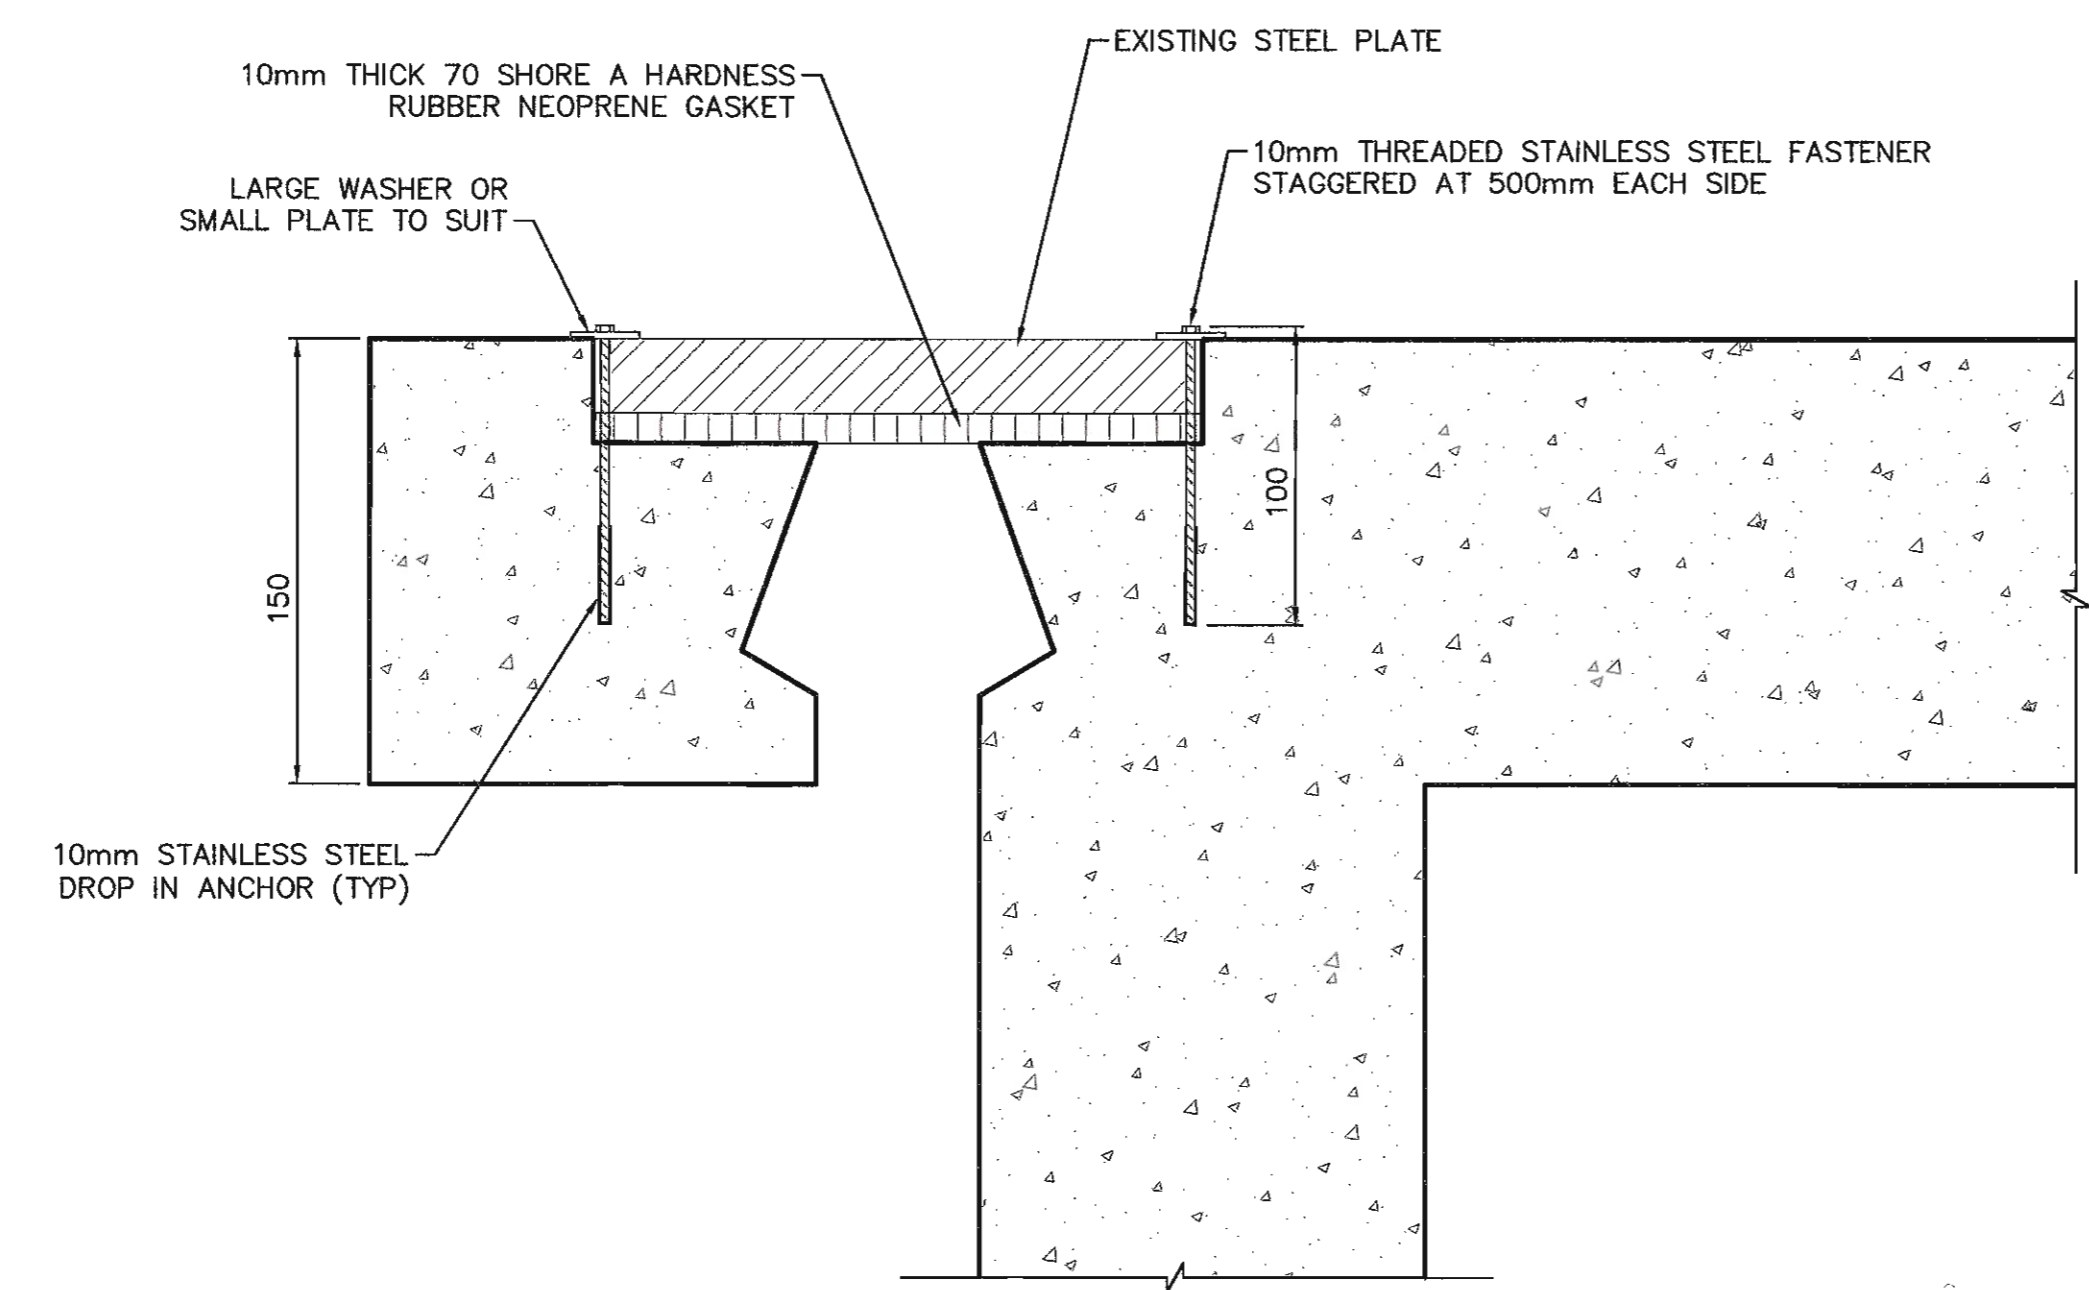 EXISTING STEEL PLATE
10mm THICK 70 SHORE A HARDNESS
RUBBER NEOPRENE GASKET
10mm THREADED STAINLESS STEEL FASTENER
STAGGERED AT 500mm EACH SIDE
LARGE WASHER OR
SMALL PLATE TO SUIT
100
150
10mm STAINLESS STEEL
DROP IN ANCHOR (TYP)